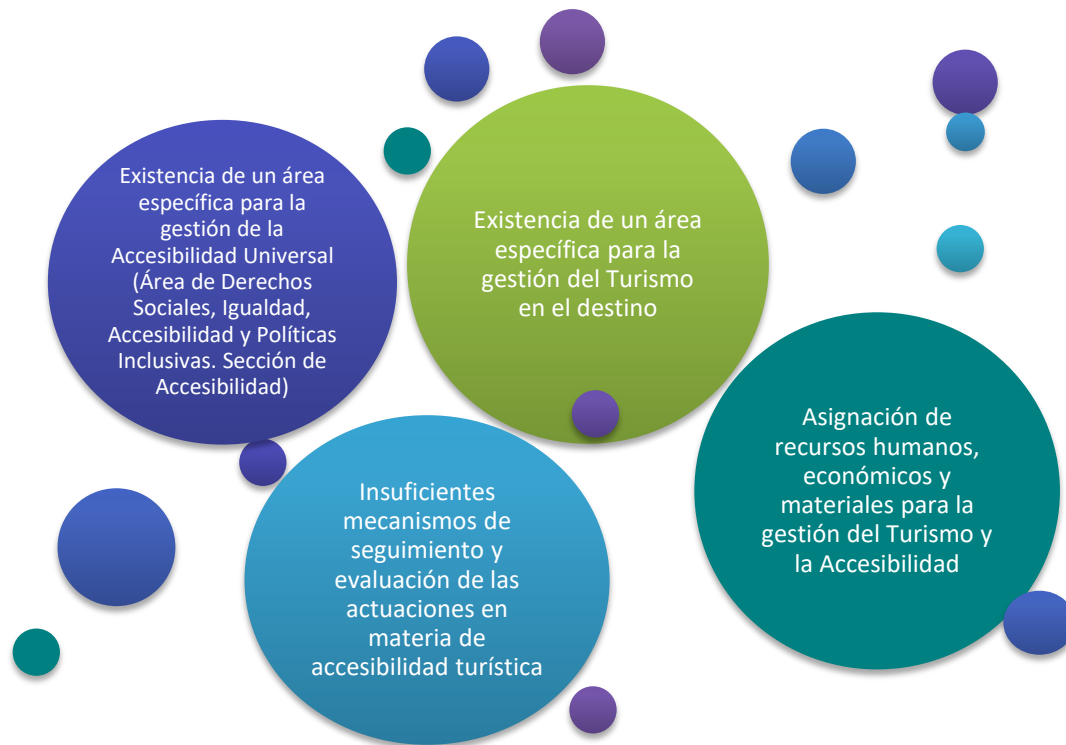 Existencia de un área
específica para la
gestión de la
Accesibilidad Universal
(Área de Derechos
Sociales, Igualdad,
Accesibilidad y Políticas
Inclusivas. Sección de
Accesibilidad)
Existencia de un área
específica para la
gestión del Turismo
en el destino
Insuficientes
mecanismos de
seguimiento y
evaluación de las
actuaciones en
materia de
accesibilidad turística
Asignación de
recursos humanos,
económicos y
materiales para la
gestión del Turismo y
la Accesibilidad